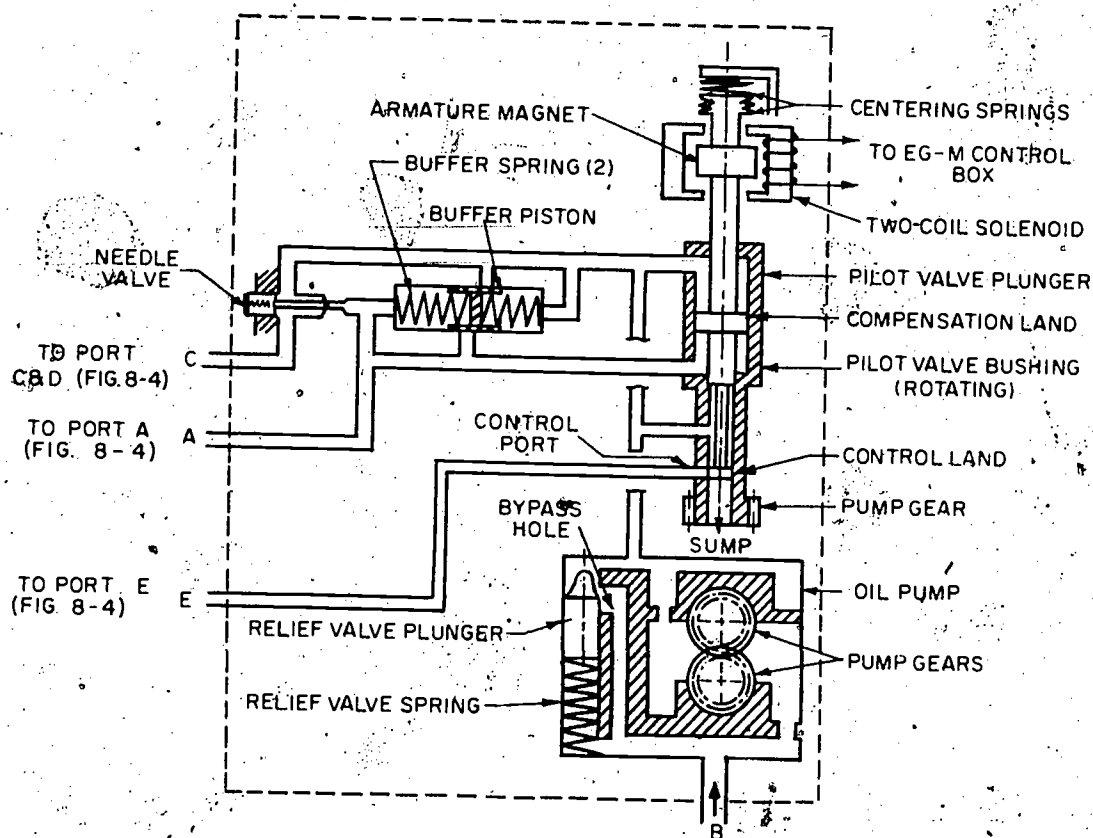 ARMATURE MAGNET
CENTERING SPRINGS
BUFFER SPRING (2)
TO EG-M CONTROL
BOX
BUFFER PISTON
TWO-COIL SOLENOID
NEEDLE
VALVE
PILOT VALVE PLUNGER
COMPENSATION LAND
TO PORT
C&D (FIG. 8-4)
C
PILOT VALVE BUSHING
(ROTATING)
TO PORT A
(FIG. 8-4)
A
CONTROL
PORT
CONTROL LAND
BYPASS
HOLE
PUMP GEAR
SUMP
TO PORT E
(FIG. 8-4)
E
OIL PUMP
RELIEF VALVE PLUNGER
PUMP GEARS
RELIEF VALVE SPRING
B